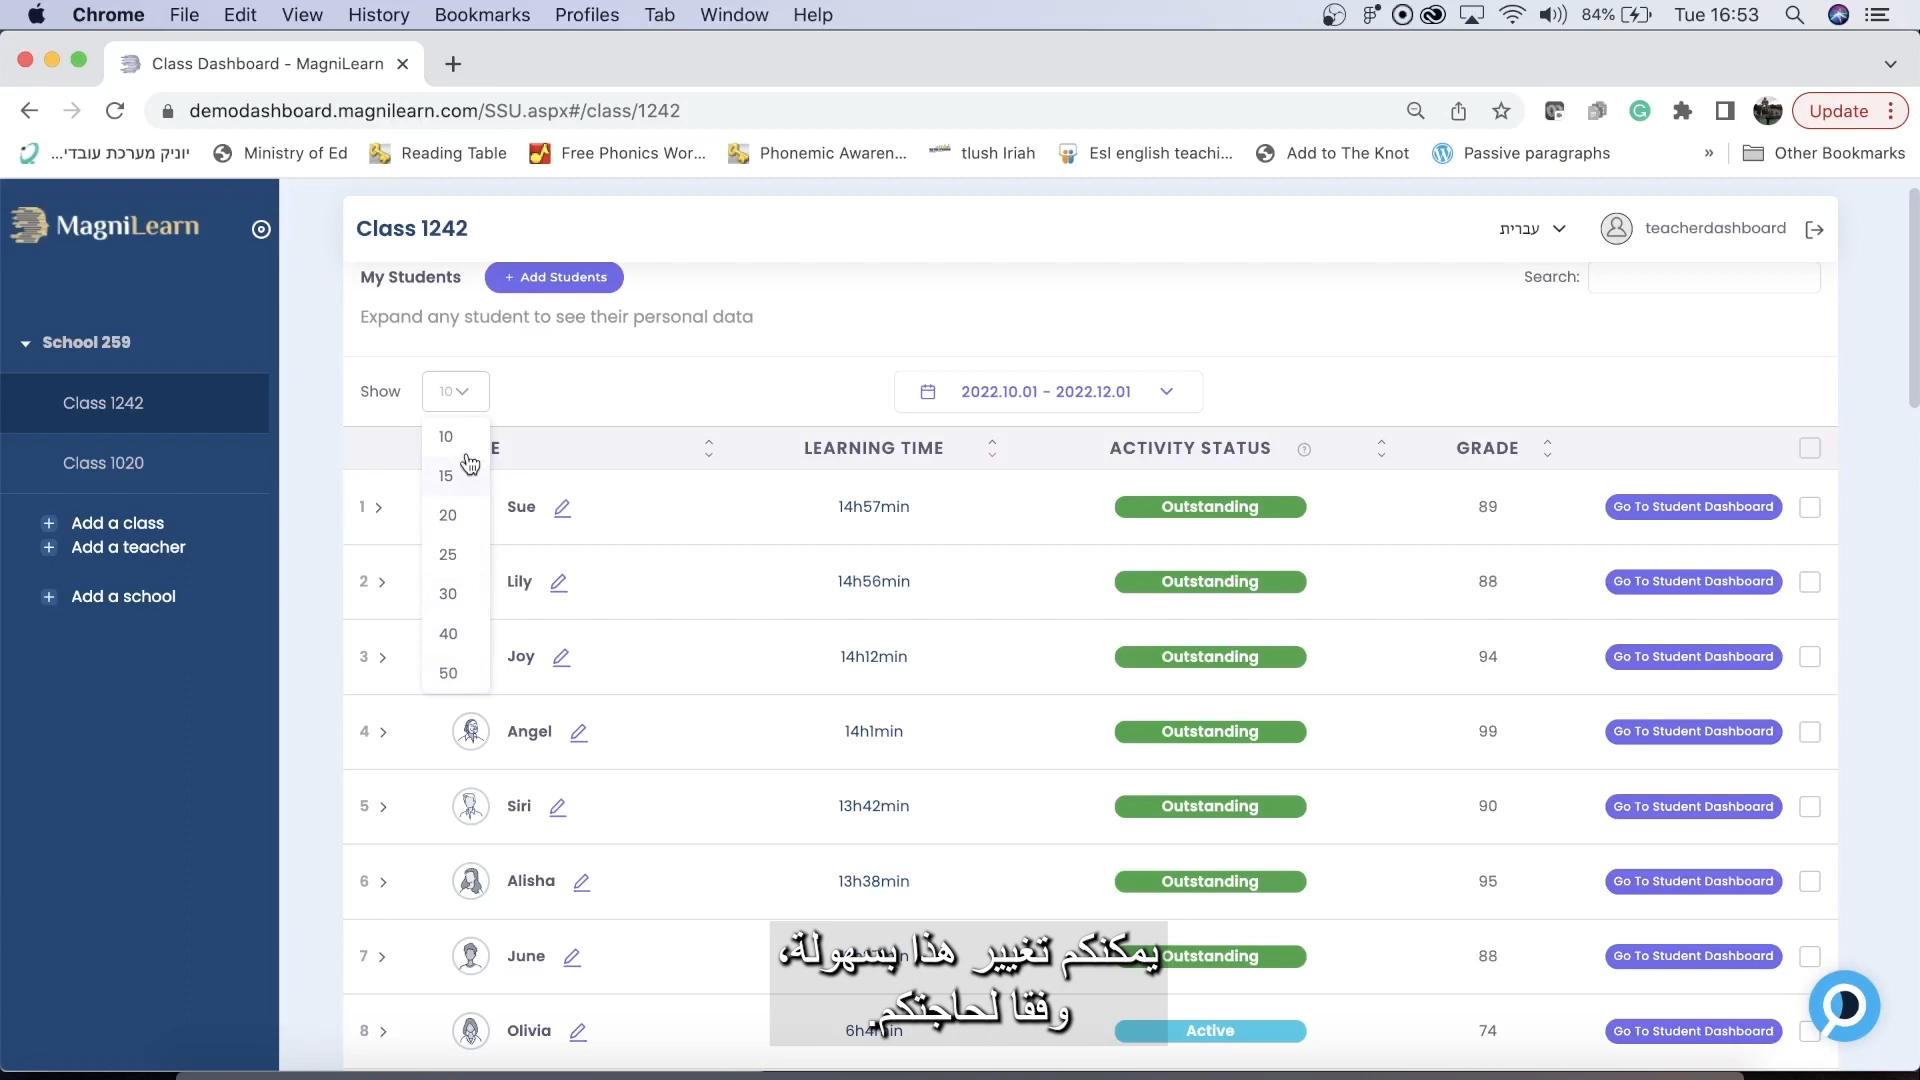 Chrome File Edit View History Bookmarks Profiles Tab Window Help 84% Tue 16:53
Class Dashboard - MagniLearn
demodashboard.magnilearn.com/SSU.aspx#/class/1242 Update
יוניק מערכת עובדי... Ministry of Ed Reading Table Free Phonics Wor... Phonemic Awaren... tlush Iriah Esl english teachi... Add to The Knot Passive paragraphs » Other Bookmarks
MagniLearn
School 259
Class 1242
Class 1020
+ Add a class
+ Add a teacher
+ Add a school
Class 1242 עברית teacherdashboard
My Students + Add Students Search:
Expand any student to see their personal data
Show 10 2022.10.01 - 2022.12.01
10
15
20
25
30
40
50
E LEARNING TIME ACTIVITY STATUS ? GRADE
1 Sue 14h57min Outstanding 89 Go To Student Dashboard
2 Lily 14h56min Outstanding 88 Go To Student Dashboard
3 Joy 14h12min Outstanding 94 Go To Student Dashboard
4 Angel 14h1min Outstanding 99 Go To Student Dashboard
5 Siri 13h42min Outstanding 90 Go To Student Dashboard
6 Alisha 13h38min Outstanding 95 Go To Student Dashboard
7 June Outstanding 88 Go To Student Dashboard
8 Olivia 6h4min Active 74 Go To Student Dashboard
يمكنكم تغيير هذا بسهولة،
وفقا لحاجتكم.